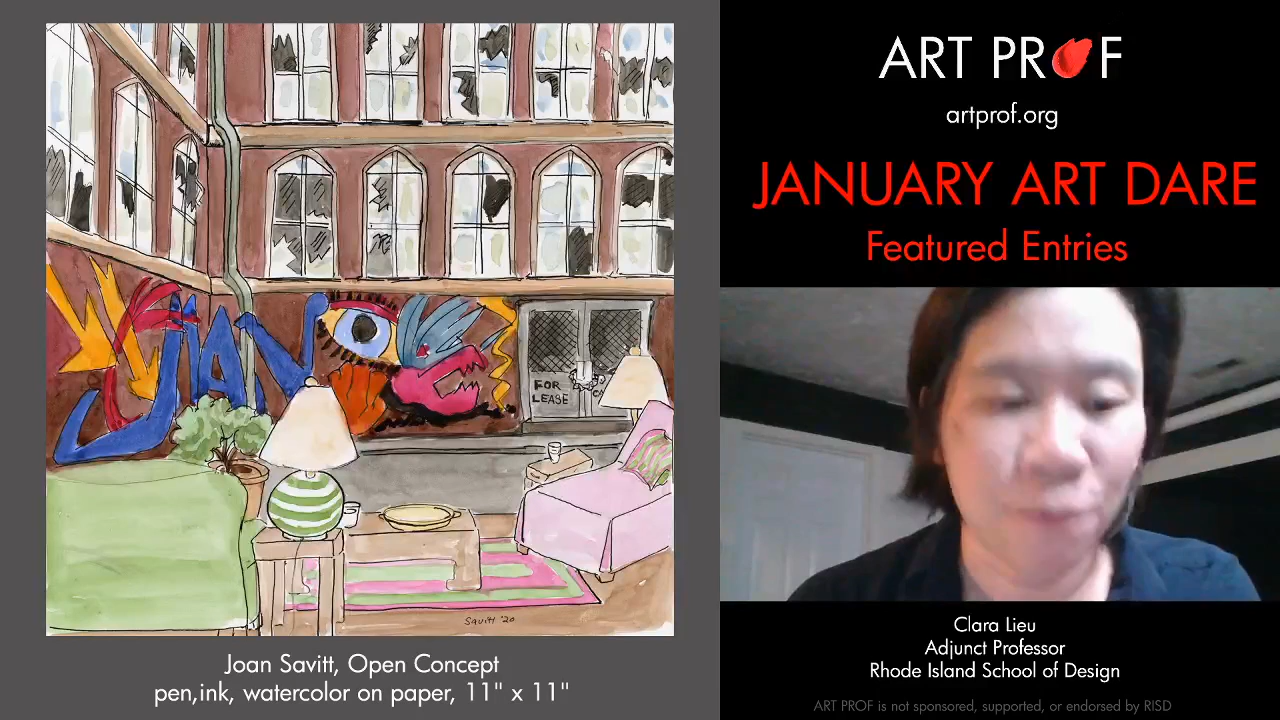 ART PROF
artprof.org
JANUARY ART DARE
Featured Entries
JAN
FOR
LEASE
Savitt '20
Joan Savitt, Open Concept
pen,ink, watercolor on paper, 11" x 11"
Clara Lieu
Adjunct Professor
Rhode Island School of Design
ART PROF is not sponsored, supported, or endorsed by RISD